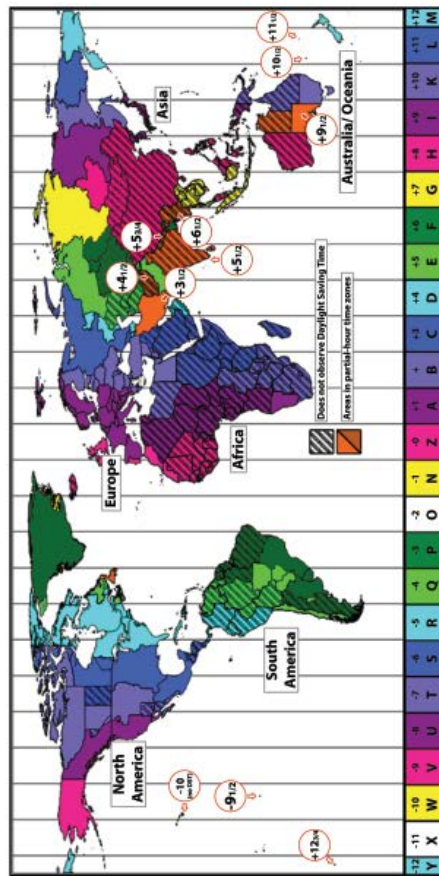 Europe
Asia
North
America
Africa
South
America
Australia/ Oceania
-10
(no DST)
-9 1/2
+12 3/4
+4 1/2
+5 3/4
+3 1/2
+6 1/2
+5 1/2
+9 1/2
+10 1/2
+11 1/2
Does not observe Daylight Saving Time
Areas in partial-hour time zones
-12 -11 -10 -9 -8 -7 -6 -5 -4 -3 -2 -1 -0 +1 + +3 +4 +5 +6 +7 +8 +9 +10 +11 +12
Y X W V U T S R Q P O N Z A B C D E F G H I K L M